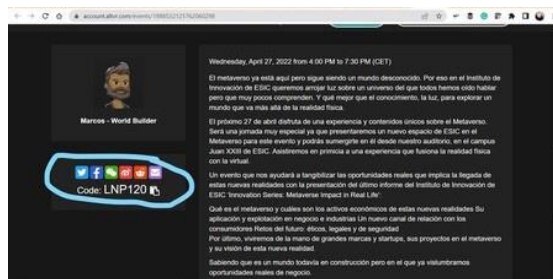 account.altvr.com/events/1980532125762060298
Marcos - World Builder
Code: LNP120
Wednesday, April 27, 2022 from 4:00 PM to 7:30 PM (CET)
El metaverso ya está aquí pero sigue siendo un mundo desconocido. Por eso en el Instituto de
Innovación de ESIC queremos arrojar luz sobre un universo del que todos hemos oído hablar
pero que muy pocos comprenden. Y qué mejor que el conocimiento, la luz, para explorar un
mundo que va más allá de la realidad física.
El próximo 27 de abril disfruta de una experiencia y contenidos únicos sobre el Metaverso.
Será una jornada muy especial ya que presentaremos un nuevo espacio de ESIC en el
Metaverso para este evento y podrás sumergirte en él desde nuestro auditorio, en el campus
Juan XXIII de ESIC. Asistiremos en primicia a una experiencia que fusiona la realidad física
con la virtual.
Un evento que nos ayudará a tangibilizar las oportunidades reales que implica la llegada de
estas nuevas realidades con la presentación del último informe del Instituto de Innovación de
ESIC 'Innovation Series: Metaverse Impact in Real Life'.
Qué es el metaverso y cuáles son los activos económicos de estas nuevas realidades Su
aplicación y explotación en negocio e industrias Un nuevo canal de relación con los
consumidores Retos del futuro: éticos, legales y de seguridad
Por último, viviremos de la mano de grandes marcas y startups, sus proyectos en el metaverso
y su visión de esta nueva realidad.
Sabiendo que es un mundo todavía en construcción pero en el que ya vislumbramos
oportunidades reales de negocio.